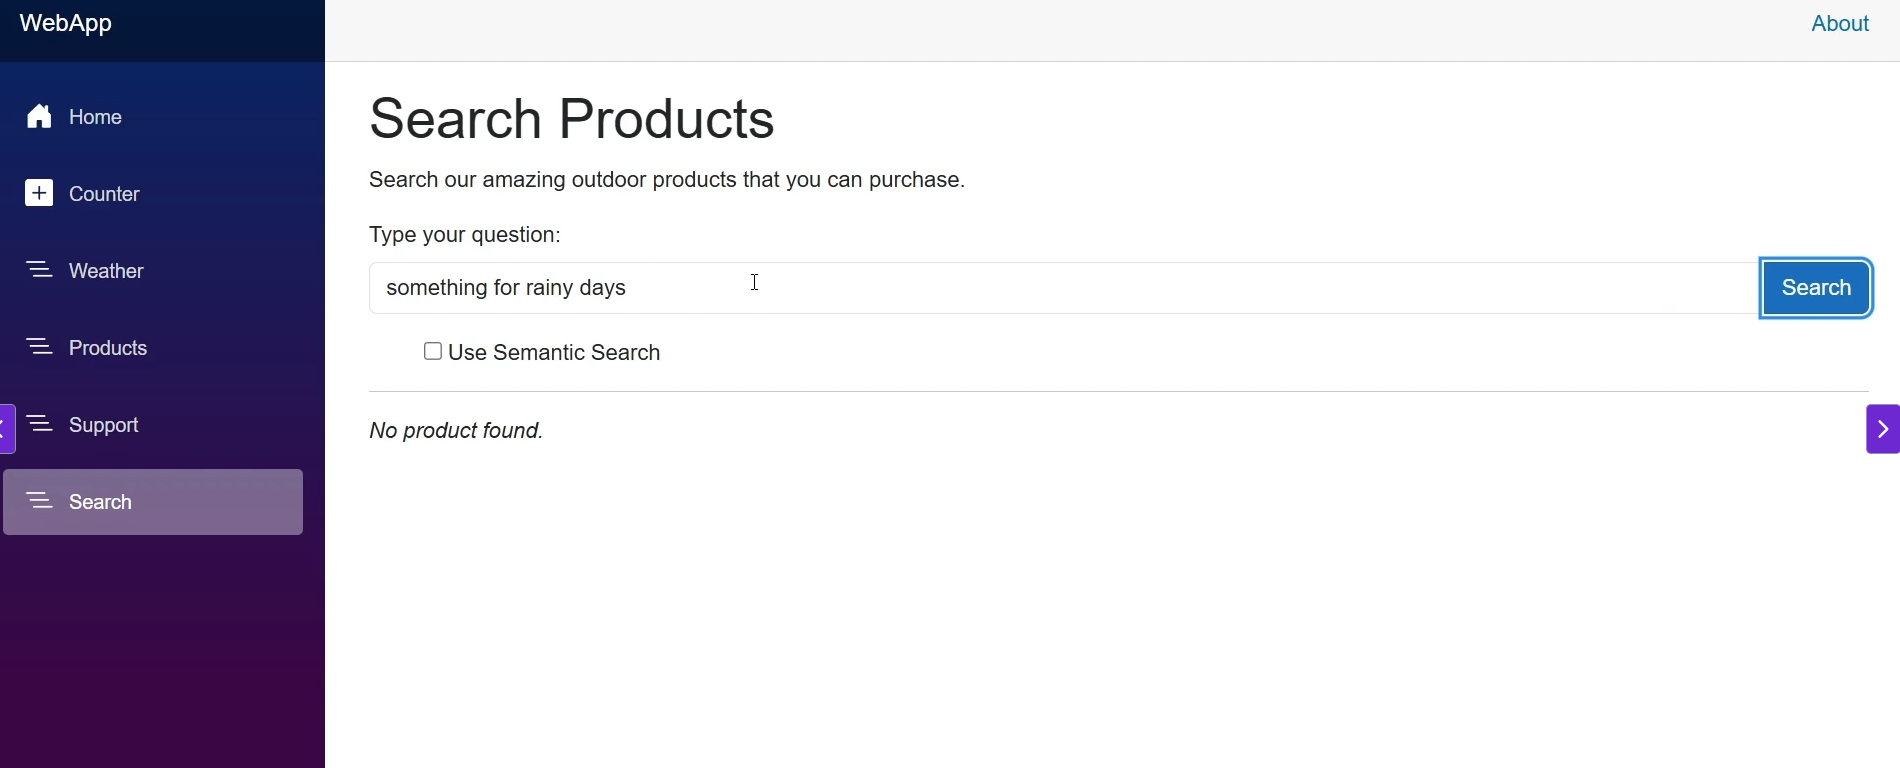 WebApp
About
Home
Counter
Weather
Products
Support
Search
Search Products
Search our amazing outdoor products that you can purchase.
Type your question:
something for rainy days
Search
Use Semantic Search
No product found.